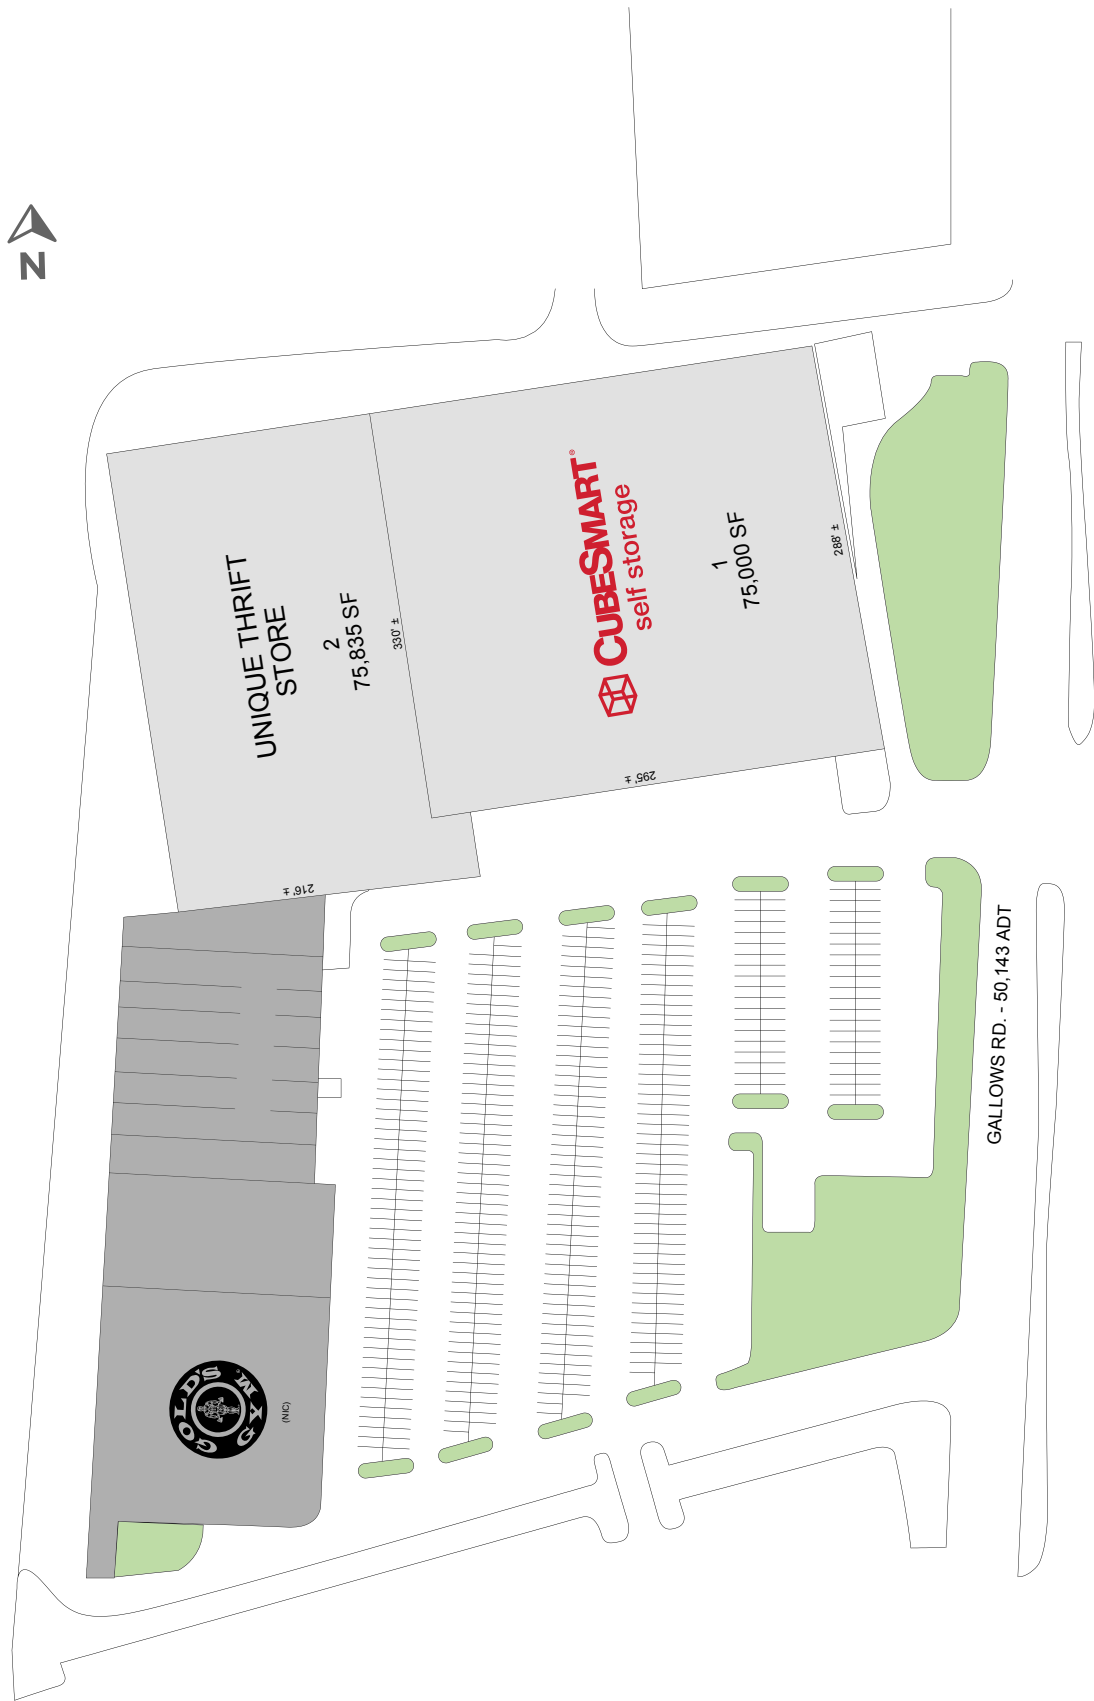 N
UNIQUE THRIFT
STORE
2
75,835 SF
330' ±
CUBESMART®
self storage
1
75,000 SF
288' ±
295' ±
216' ±
GALLOWS RD. - 50,143 ADT
GOLD'S GYM.
(NIC)